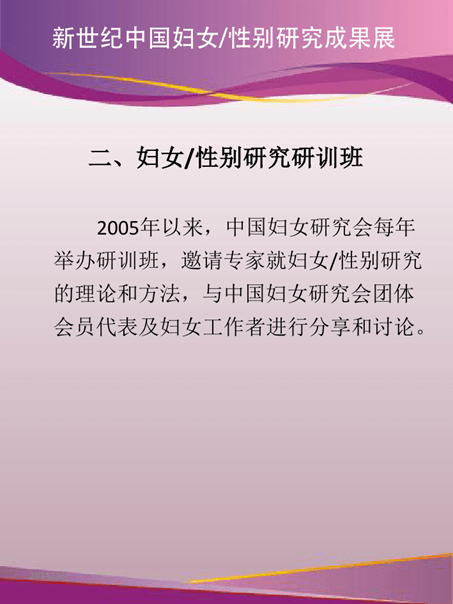 新世纪中国妇女/性别研究成果展
二、妇女/性别研究研训班
2005年以来，中国妇女研究会每年
举办研训班，邀请专家就妇女/性别研究
的理论和方法，与中国妇女研究会团体
会员代表及妇女工作者进行分享和讨论。